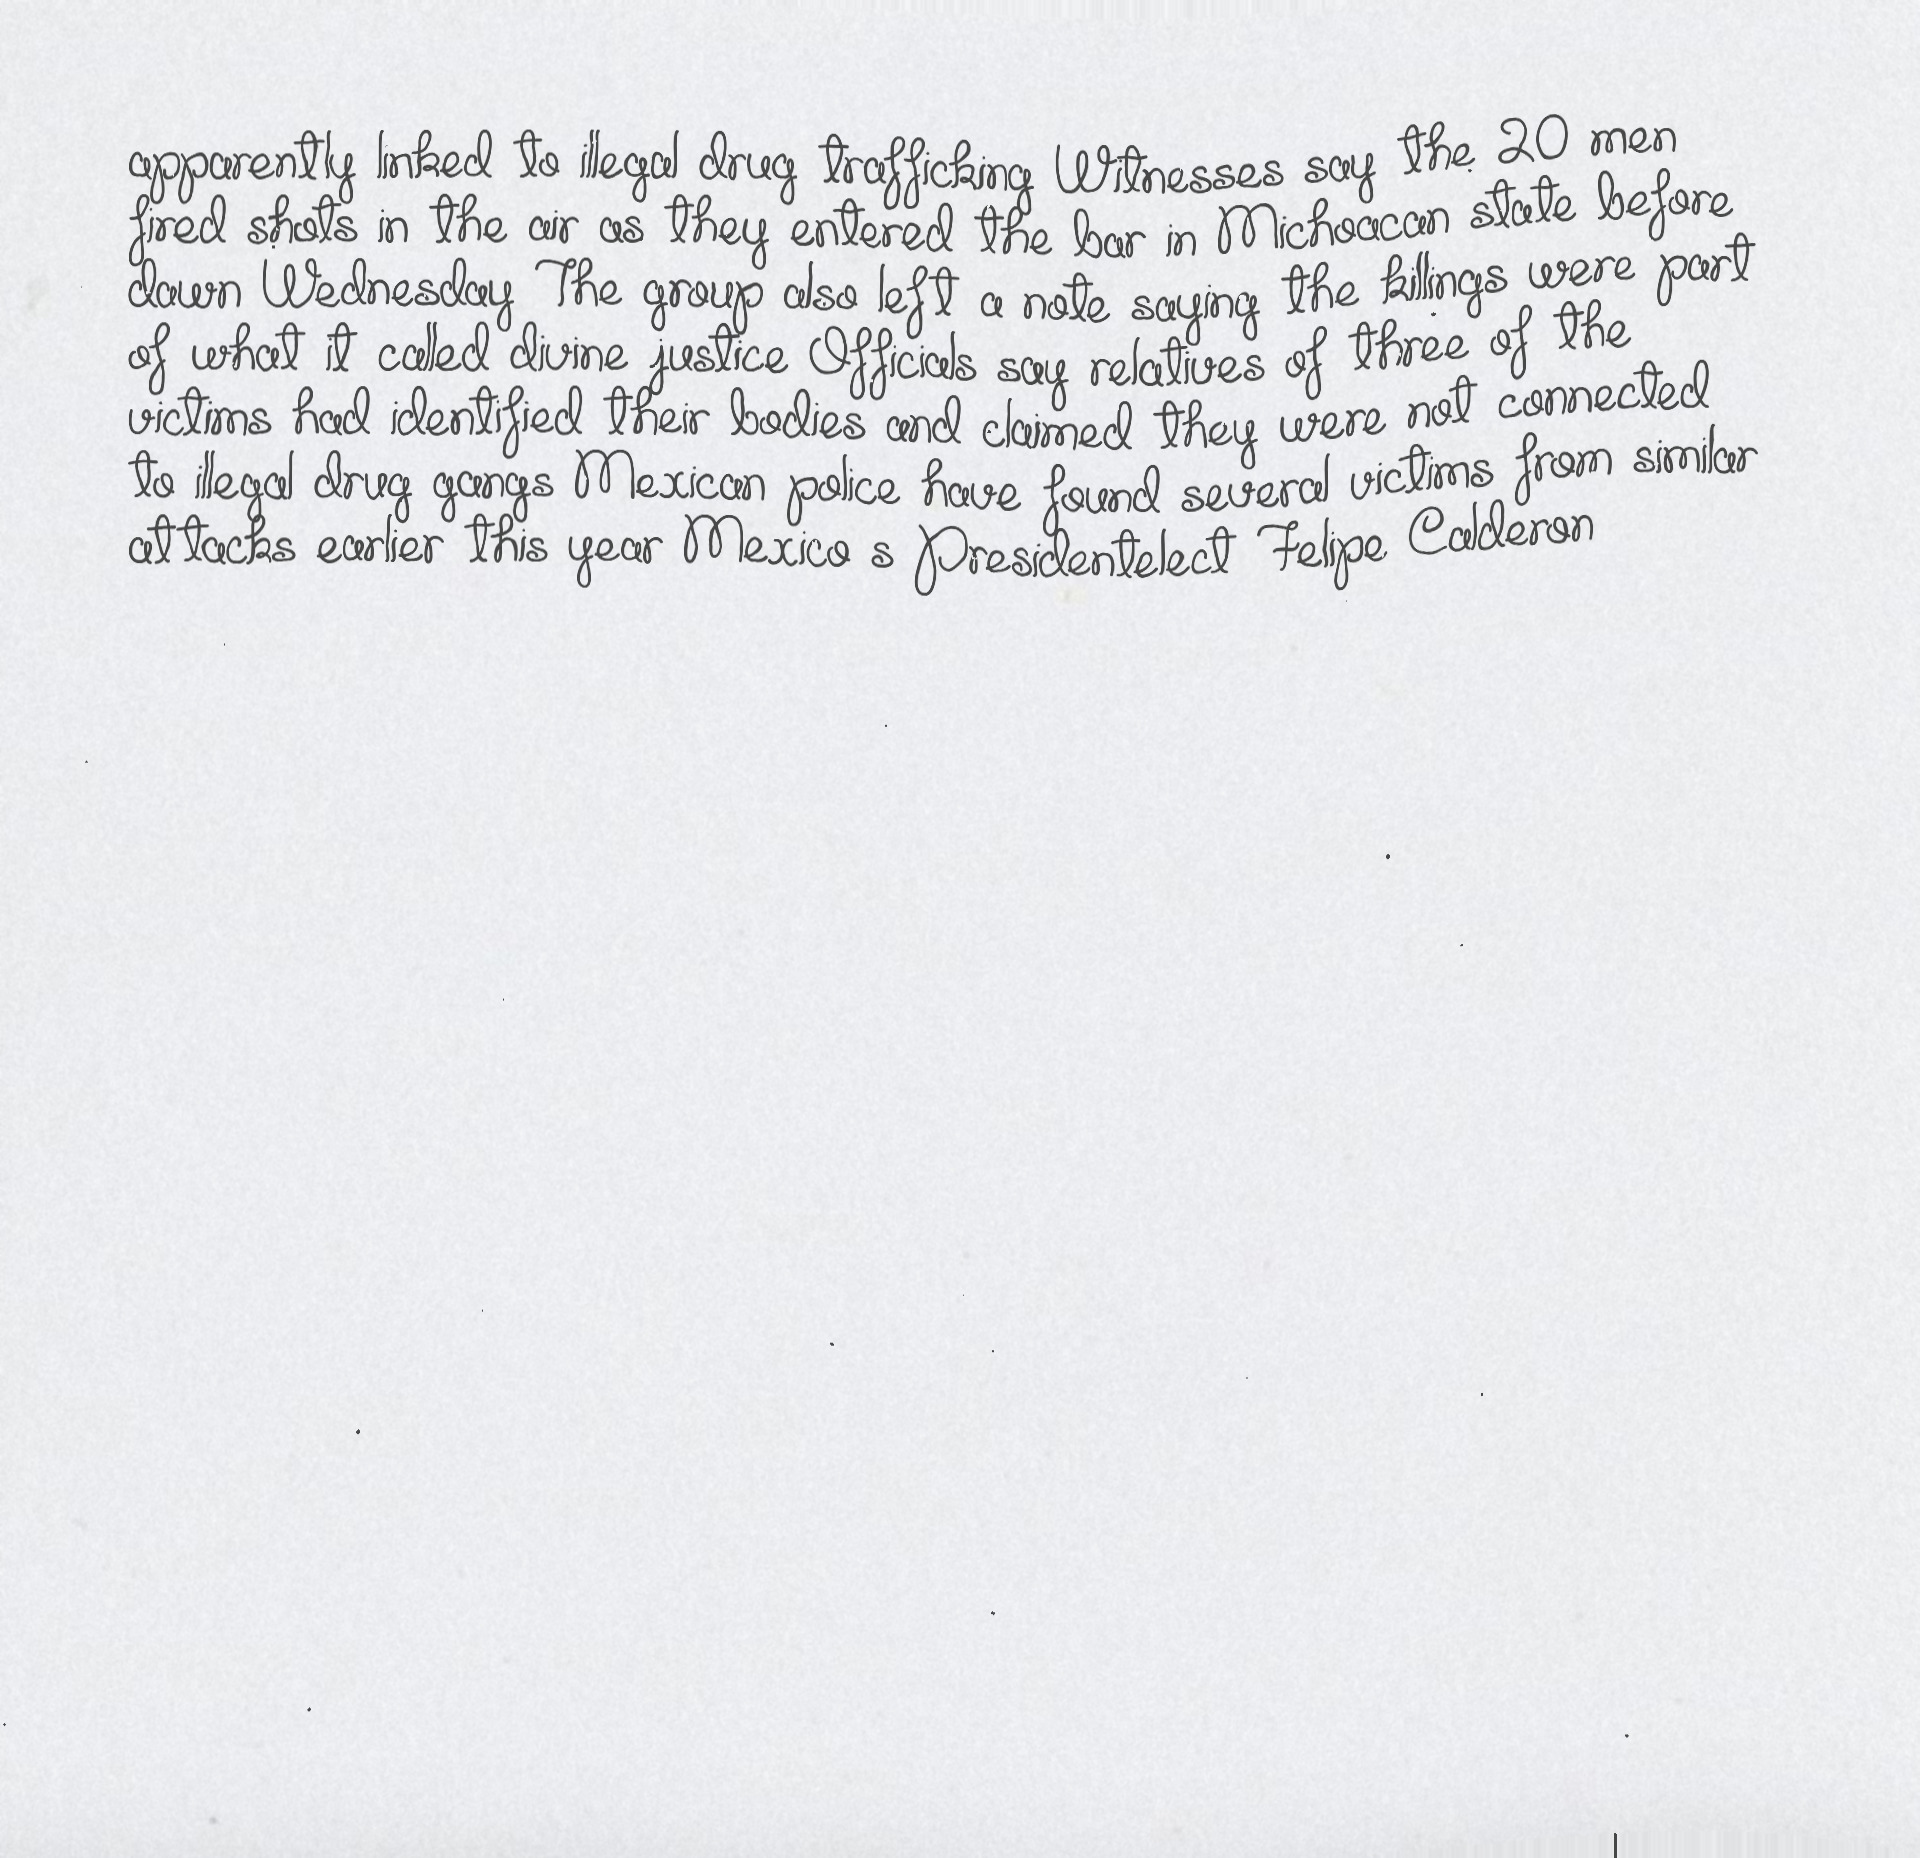 apparently linked to illegal drug trafficking Witnesses say the 20 men
fired shots in the air as they entered the bar in Michoacan state before
dawn Wednesday The group also left a note saying the killings were part
of what it called divine justice Officials say relatives of three of the
victims had identified their bodies and claimed they were not connected
to illegal drug gangs Mexican police have found several victims from similar
attacks earlier this year Mexico s Presidentelect Felipe Calderon